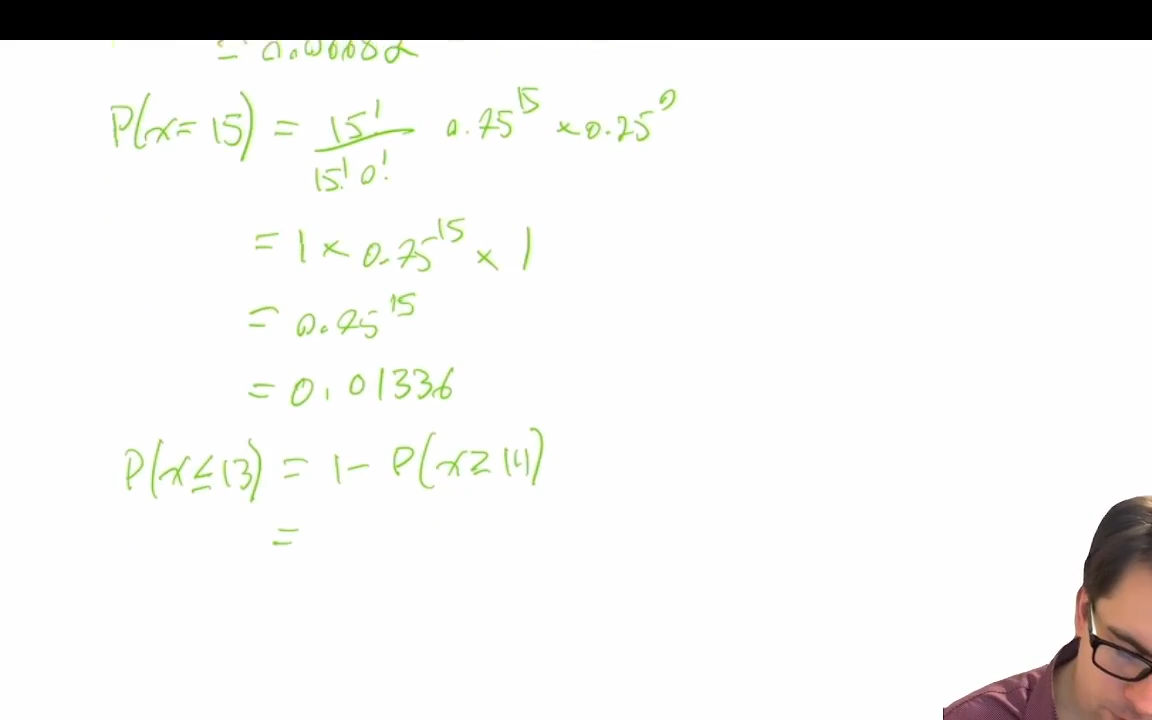 P(x=15) = 15!/15!0! 0.75^15 × 0.25^0
= 1 × 0.75^15 × 1
= 0.75^15
= 0.01336
P(x≤13) = 1 - P(x≥14)
=